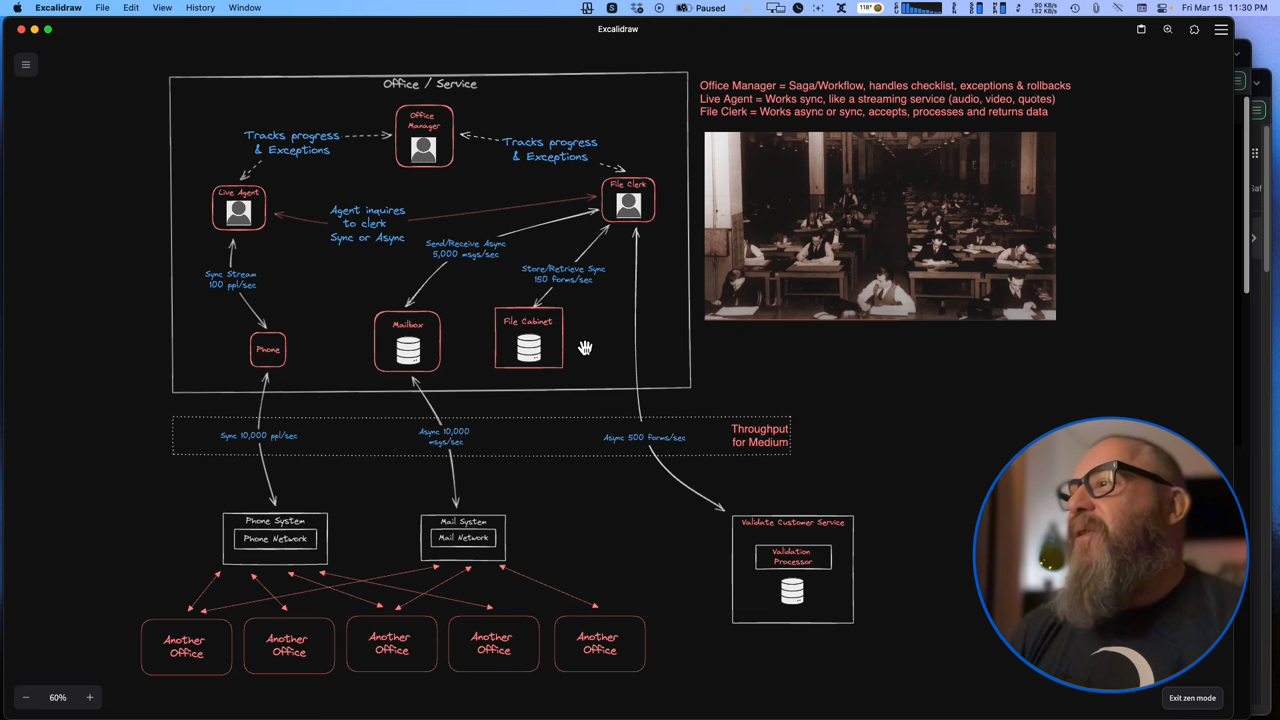 Excalidraw File Edit View History Window
Paused
118°
90 KB/s
132 KB/s
Fri Mar 15 11:30 PM
Excalidraw
Office / Service
Office Manager = Saga/Workflow, handles checklist, exceptions & rollbacks
Live Agent = Works sync, like a streaming service (audio, video, quotes)
File Clerk = Works async or sync, accepts, processes and returns data
Office
Manager
Tracks progress
& Exceptions
Tracks progress
& Exceptions
Live Agent
File Clerk
Agent inquires
to clerk
Sync or Async
Send/Receive Async
5,000 msgs/sec
Sync Stream
100 ppl/sec
Store/Retrieve Sync
150 forms/sec
Phone
Mailbox
File Cabinet
Sync 10,000 ppl/sec
Async 10,000
msgs/sec
Async 500 forms/sec
Throughput
for Medium
Phone System
Phone Network
Mail System
Mail Network
Validate Customer Service
Validation
Processor
Another
Office
Another
Office
Another
Office
Another
Office
Another
Office
60%
Exit zen mode